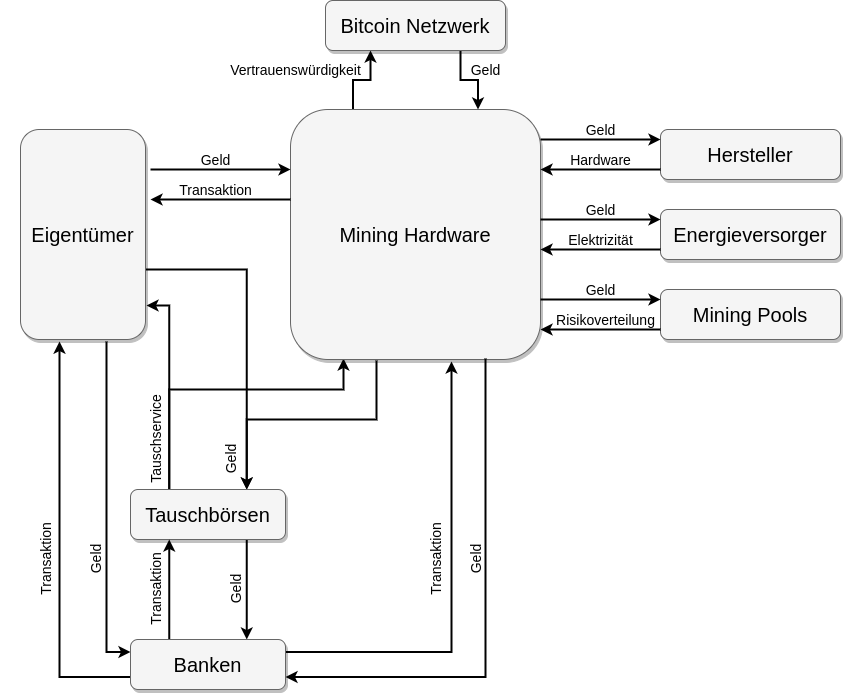 Bitcoin Netzwerk
Vertrauenswürdigkeit
Geld
Geld
Hersteller
Geld
Hardware
Transaktion
Geld
Eigentümer
Mining Hardware
Energieversorger
Elektrizität
Geld
Mining Pools
Risikoverteilung
Tauschservice
Geld
Tauschbörsen
Transaktion
Geld
Transaktion
Geld
Transaktion
Geld
Banken